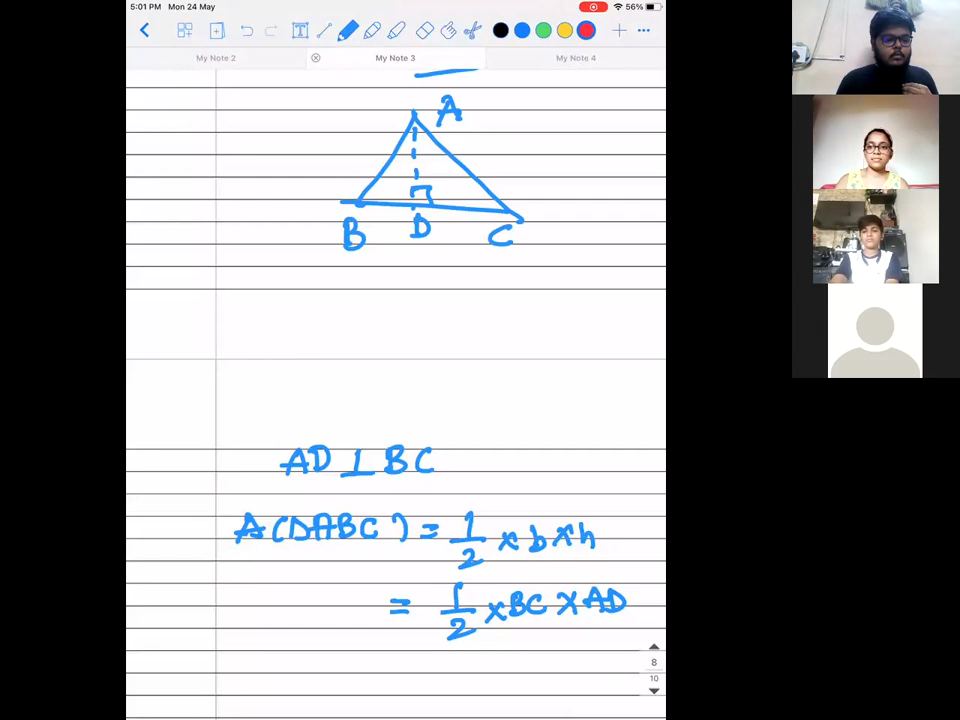 5:01 PM Mon 24 May 56%
My Note 2 My Note 3 My Note 4
A
B D C
AD ⊥ BC
A(△ABC) = 1/2 × b × h
= 1/2 × BC × AD
8
10